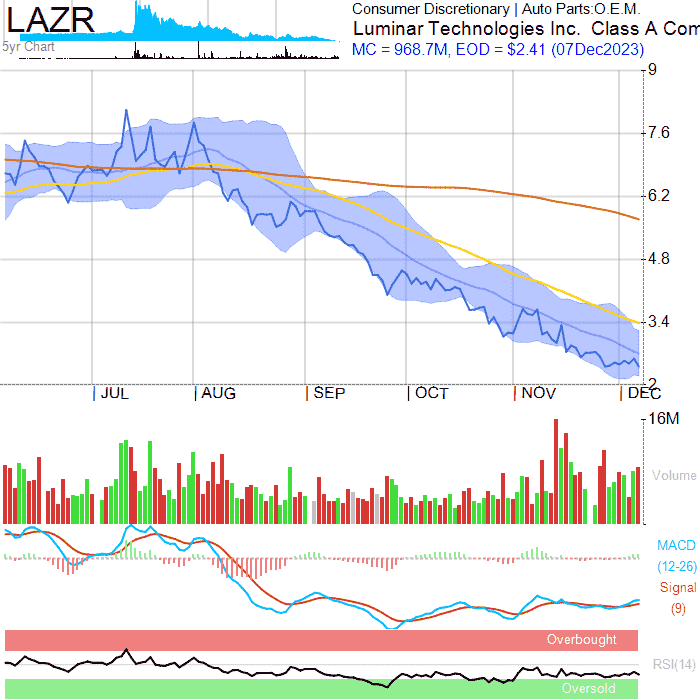 LAZR
Consumer Discretionary | Auto Parts:O.E.M.
Luminar Technologies Inc. Class A Com
MC = 968.7M, EOD = $2.41 (07Dec2023)
5yr Chart
9
7.6
6.2
4.8
3.4
2
JUL AUG SEP OCT NOV DEC
16M
Volume
MACD
(12-26)
Signal
(9)
Overbought
RSI(14)
Oversold